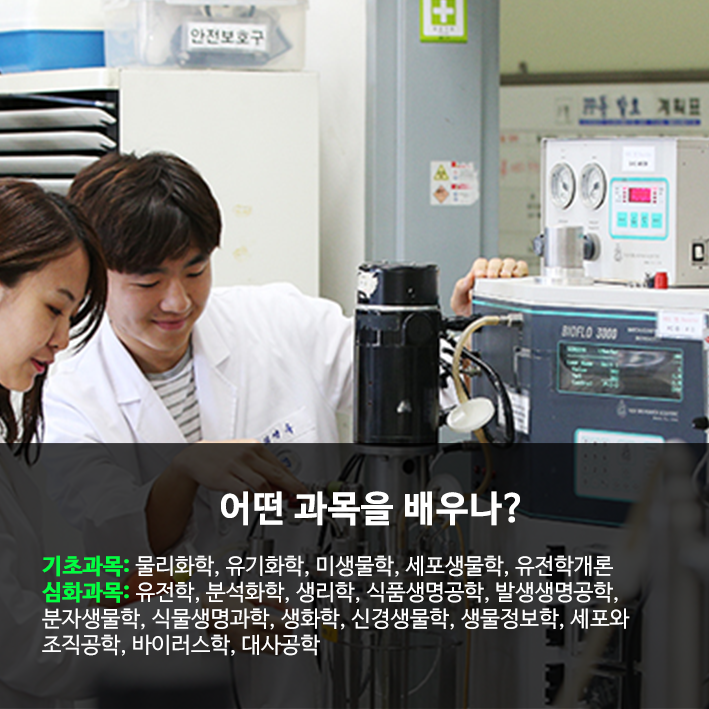 안전보호구
계획표
BIOFLO 3000
어떤 과목을 배우나?
기초과목: 물리화학, 유기화학, 미생물학, 세포생물학, 유전학개론
심화과목: 유전학, 분석화학, 생리학, 식품생명공학, 발생생명공학,
분자생물학, 식물생명과학, 생화학, 신경생물학, 생물정보학, 세포와
조직공학, 바이러스학, 대사공학